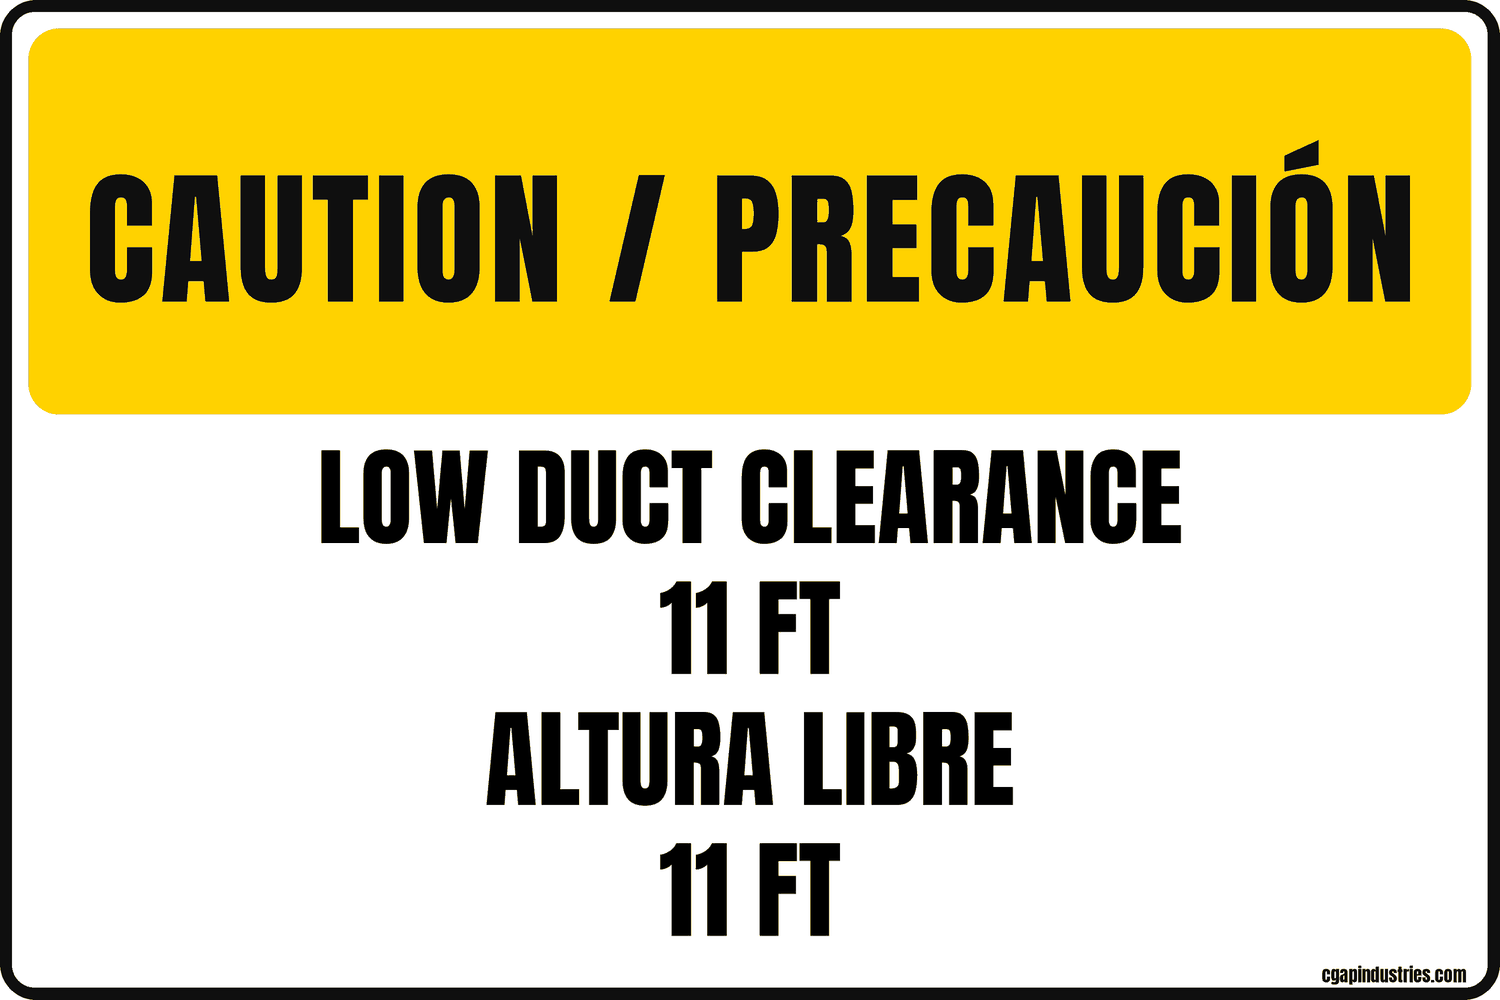 CAUTION / PRECAUCIÓN
LOW DUCT CLEARANCE
11 FT
ALTURA LIBRE
11 FT
cgapindustries.com